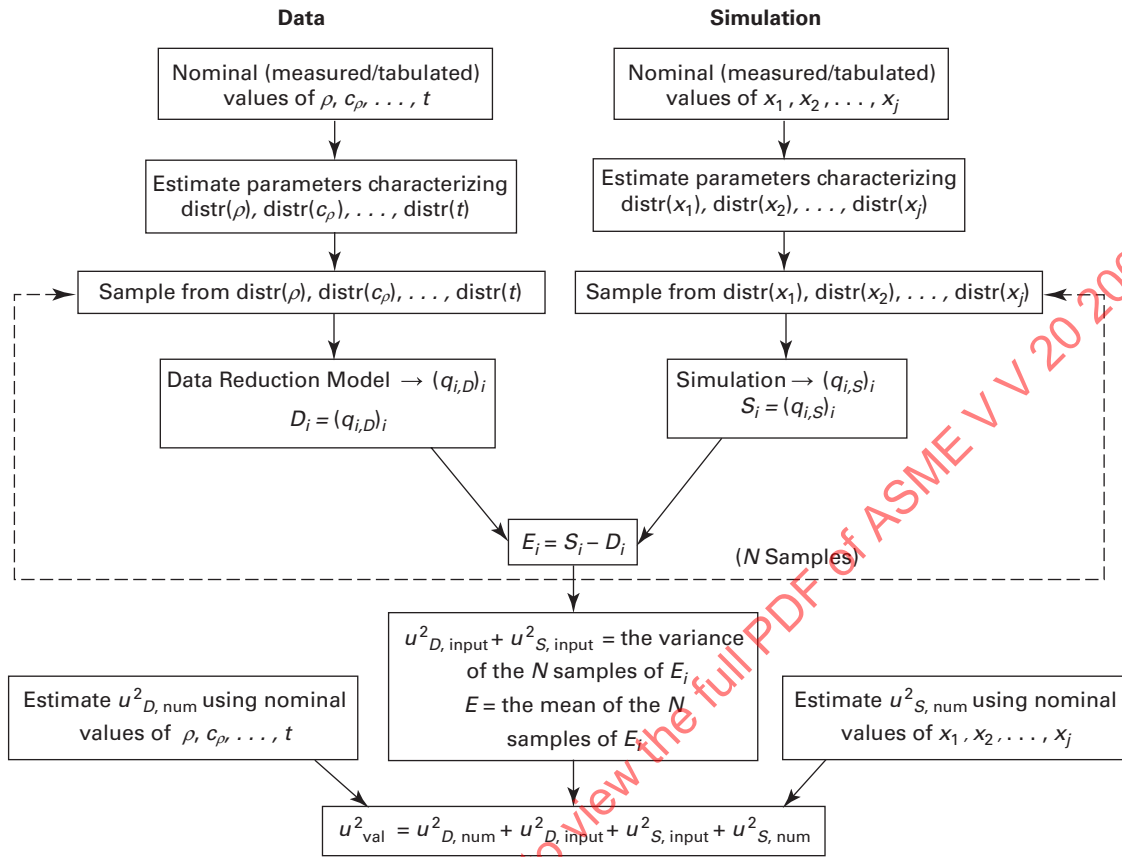 Data
Simulation
Nominal (measured/tabulated)
values of ρ, cρ, . . . , t
Nominal (measured/tabulated)
values of x1 , x2 , . . . , xj
Estimate parameters characterizing
distr(ρ), distr(cρ), . . . , distr(t)
Estimate parameters characterizing
distr(x1), distr(x2), . . . , distr(xj)
Sample from distr(ρ), distr(cρ), . . . , distr(t)
Sample from distr(x1), distr(x2), . . . , distr(xj)
Data Reduction Model → (qi,D)i
Di = (qi,D)i
Simulation → (qi,S)i
Si = (qi,S)i
Ei = Si – Di
(N Samples)
u²D, input + u²S, input = the variance
of the N samples of Ei
E = the mean of the N
samples of Ei
Estimate u²D, num using nominal
values of ρ, cρ, . . . , t
Estimate u²S, num using nominal
values of x1 , x2 , . . . , xj
u²val = u²D, num + u²D, input + u²S, input + u²S, num
to view the full PDF of ASME V V 20